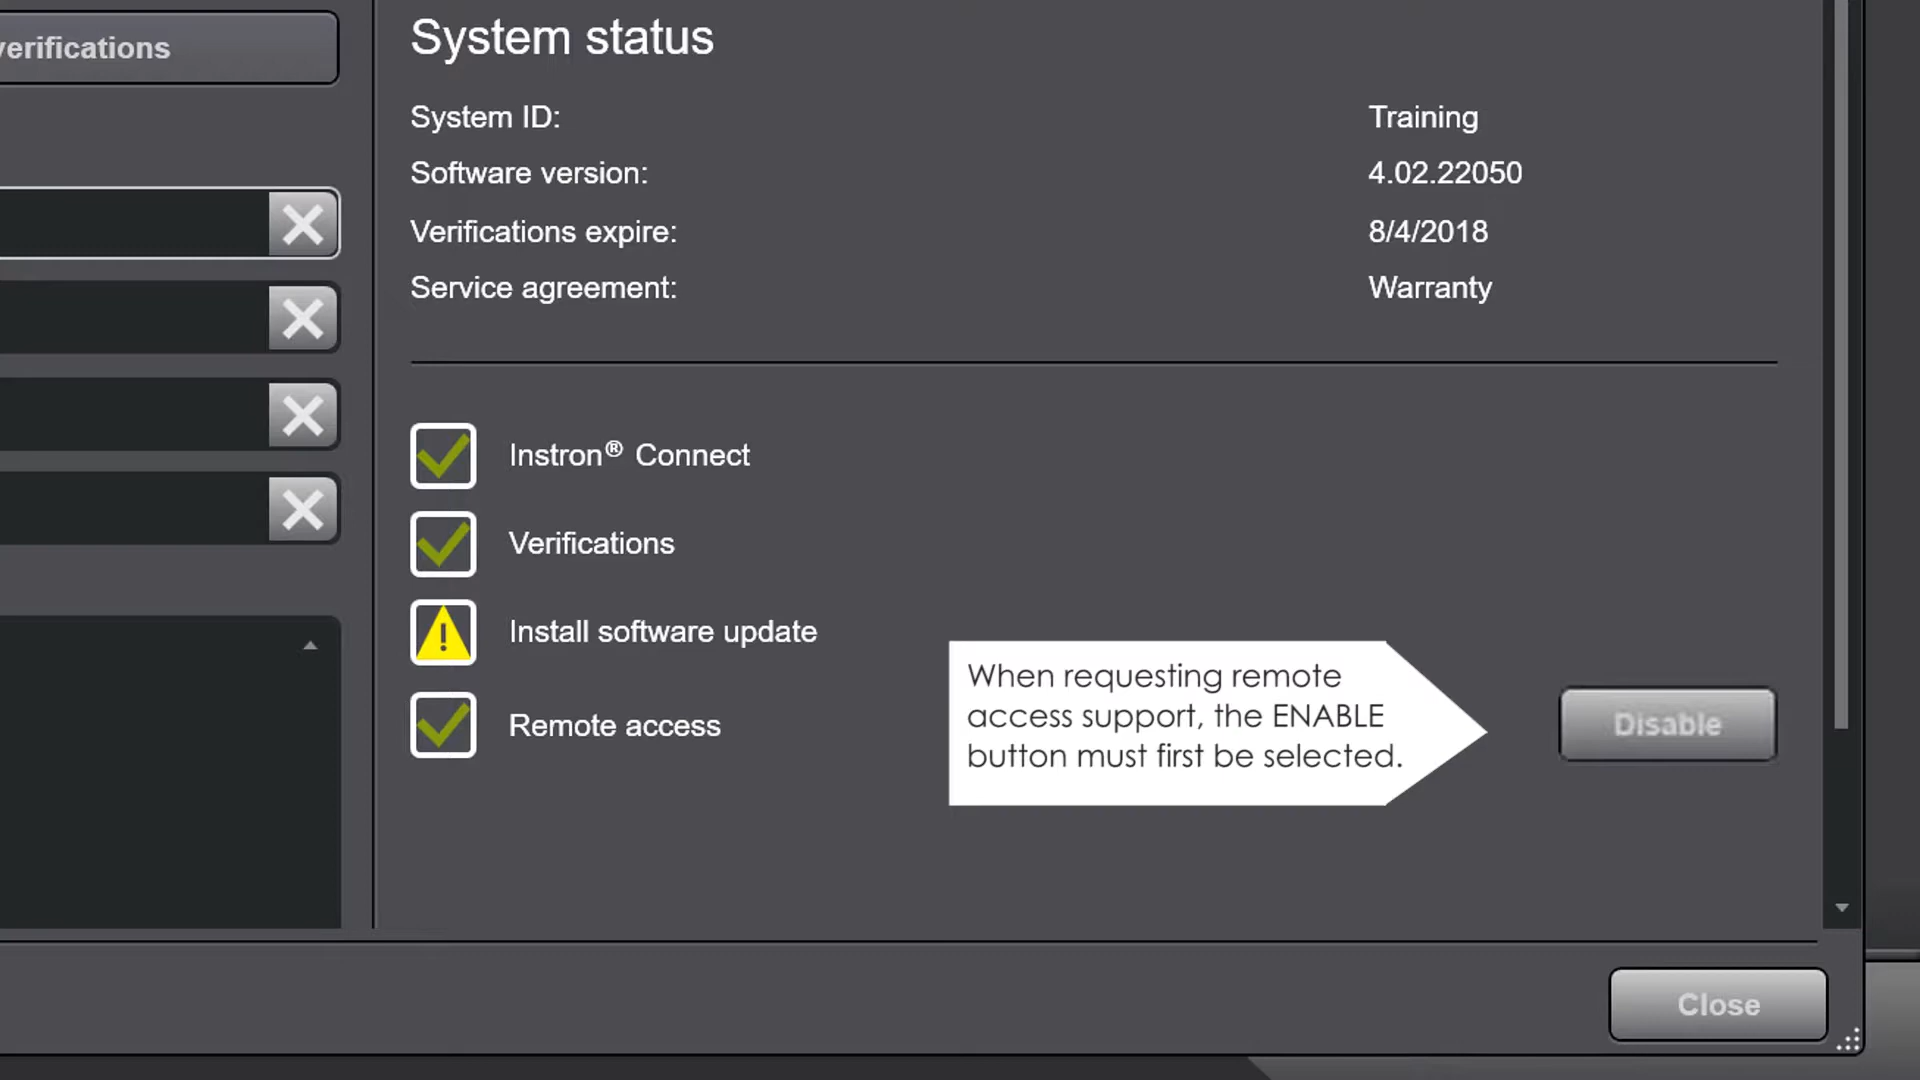 verifications
System status
System ID: Training
Software version: 4.02.22050
Verifications expire: 8/4/2018
Service agreement: Warranty
Instron® Connect
Verifications
Install software update
Remote access
When requesting remote
access support, the ENABLE
button must first be selected.
Disable
Close